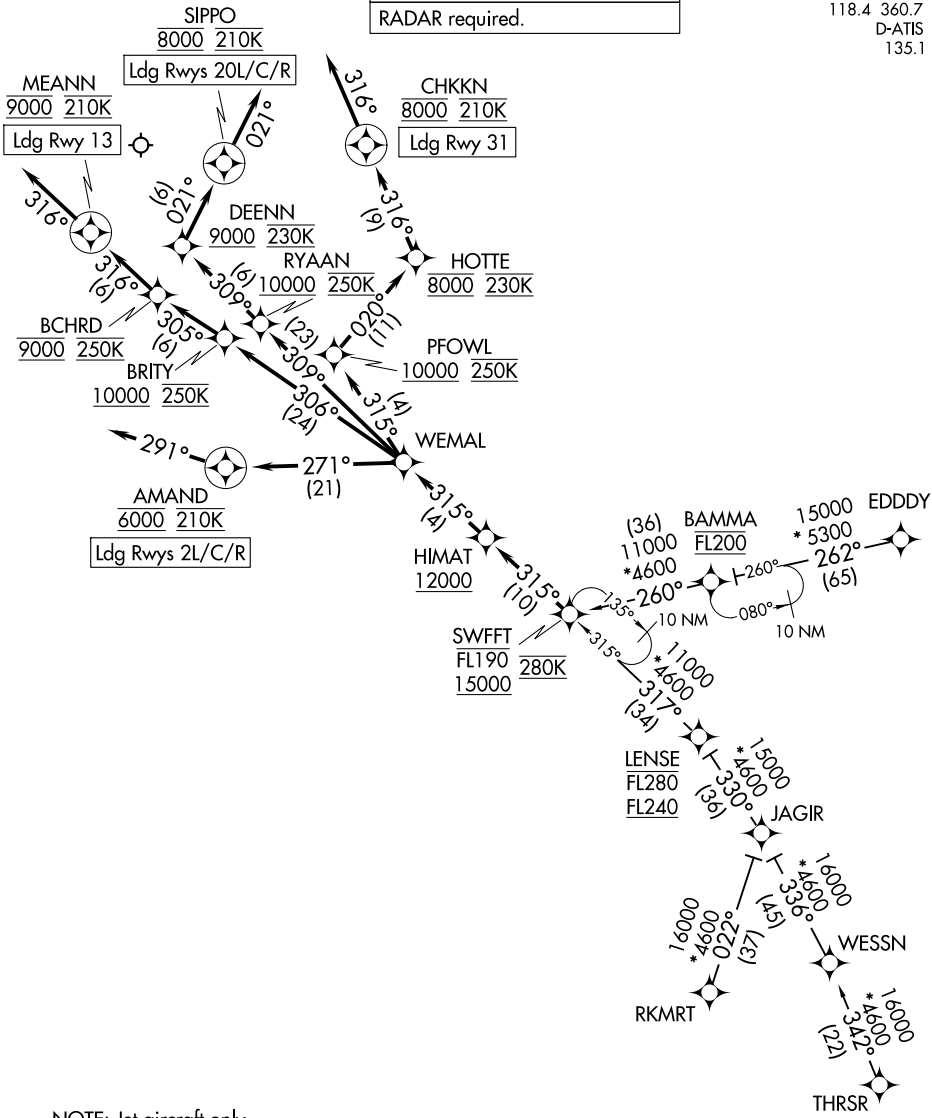 RADAR required.
118.4 360.7
D-ATIS
135.1
SIPPO
8000 210K
Ldg Rwys 20L/C/R
MEANN
9000 210K
Ldg Rwy 13
CHKKN
8000 210K
Ldg Rwy 31
316°
021°
316°
(6)
021°
316°
(9)
DEENN
9000 230K
RYAAN
10000 250K
HOTTE
8000 230K
316°
(6)
309°
(6)
020°
(11)
BCHRD
9000 250K
305°
(6)
BRITY
10000 250K
(23)
309°
PFOWL
10000 250K
306°
(24)
315°
(4)
WEMAL
291°
271°
(21)
AMAND
6000 210K
Ldg Rwys 2L/C/R
315°
(4)
HIMAT
12000
315°
(10)
SWFFT
FL190
15000
280K
135°
315°
10 NM
(36)
11000
*4600
260°
BAMMA
FL200
260°
080°
10 NM
15000
*5300
262°
(65)
EDDDY
11000
*4600
317°
(34)
LENSE
FL280
FL240
15000
*4600
330°
(36)
JAGIR
16000
*4600
022°
(37)
RKMRT
16000
*4600
336°
(45)
WESSN
16000
*4600
342°
(22)
THRSR
NOTE: Jet aircraft only.